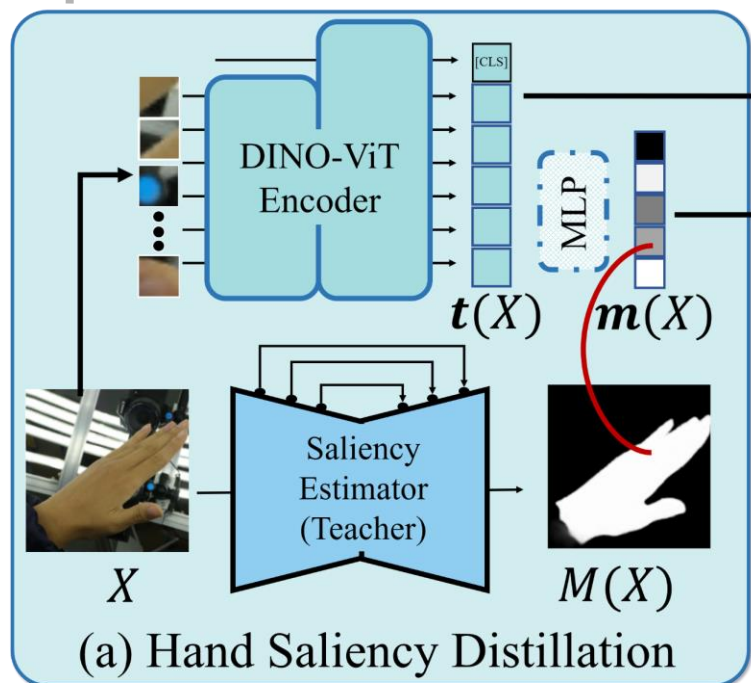 [CLS]
DINO-ViT
Encoder
MLP
t(X)
m(X)
Saliency
Estimator
(Teacher)
X
M(X)
(a) Hand Saliency Distillation